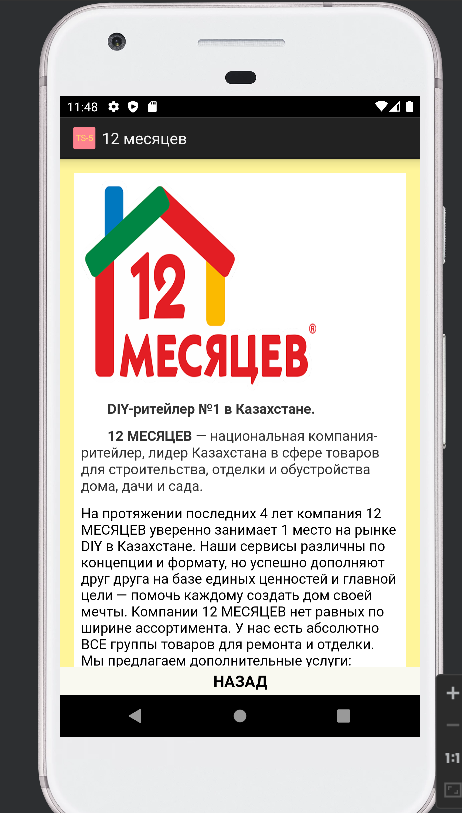 11:48
TS-5 12 месяцев
12
МЕСЯЦЕВ®
DIY-ритейлер №1 в Казахстане.
12 МЕСЯЦЕВ — национальная компания-
ритейлер, лидер Казахстана в сфере товаров
для строительства, отделки и обустройства
дома, дачи и сада.
На протяжении последних 4 лет компания 12
МЕСЯЦЕВ уверенно занимает 1 место на рынке
DIY в Казахстане. Наши сервисы различны по
концепции и формату, но успешно дополняют
друг друга на базе единых ценностей и главной
цели — помочь каждому создать дом своей
мечты. Компании 12 МЕСЯЦЕВ нет равных по
ширине ассортимента. У нас есть абсолютно
ВСЕ группы товаров для ремонта и отделки.
Мы предлагаем дополнительные услуги:
НАЗАД
1:1